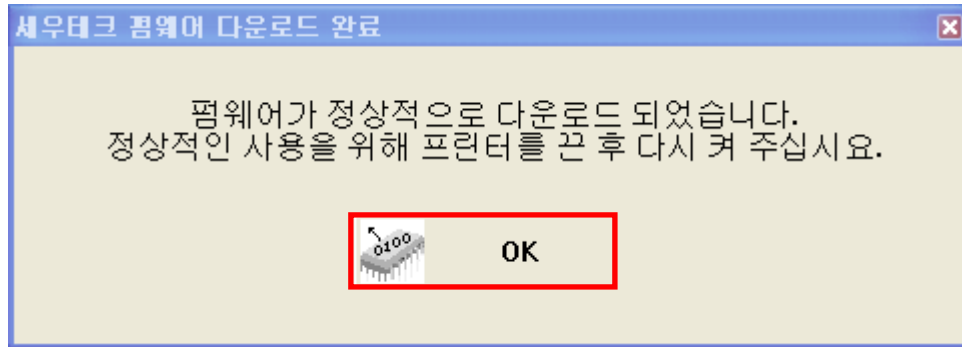 세우테크 펌웨어 다운로드 완료
펌웨어가 정상적으로 다운로드 되었습니다.
정상적인 사용을 위해 프린터를 끈 후 다시 켜 주십시요.
0100
OK